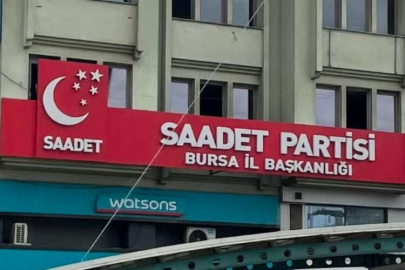 SAADET PARTİSİ
BURSA İL BAŞKANLIĞI
SAADET
watsons